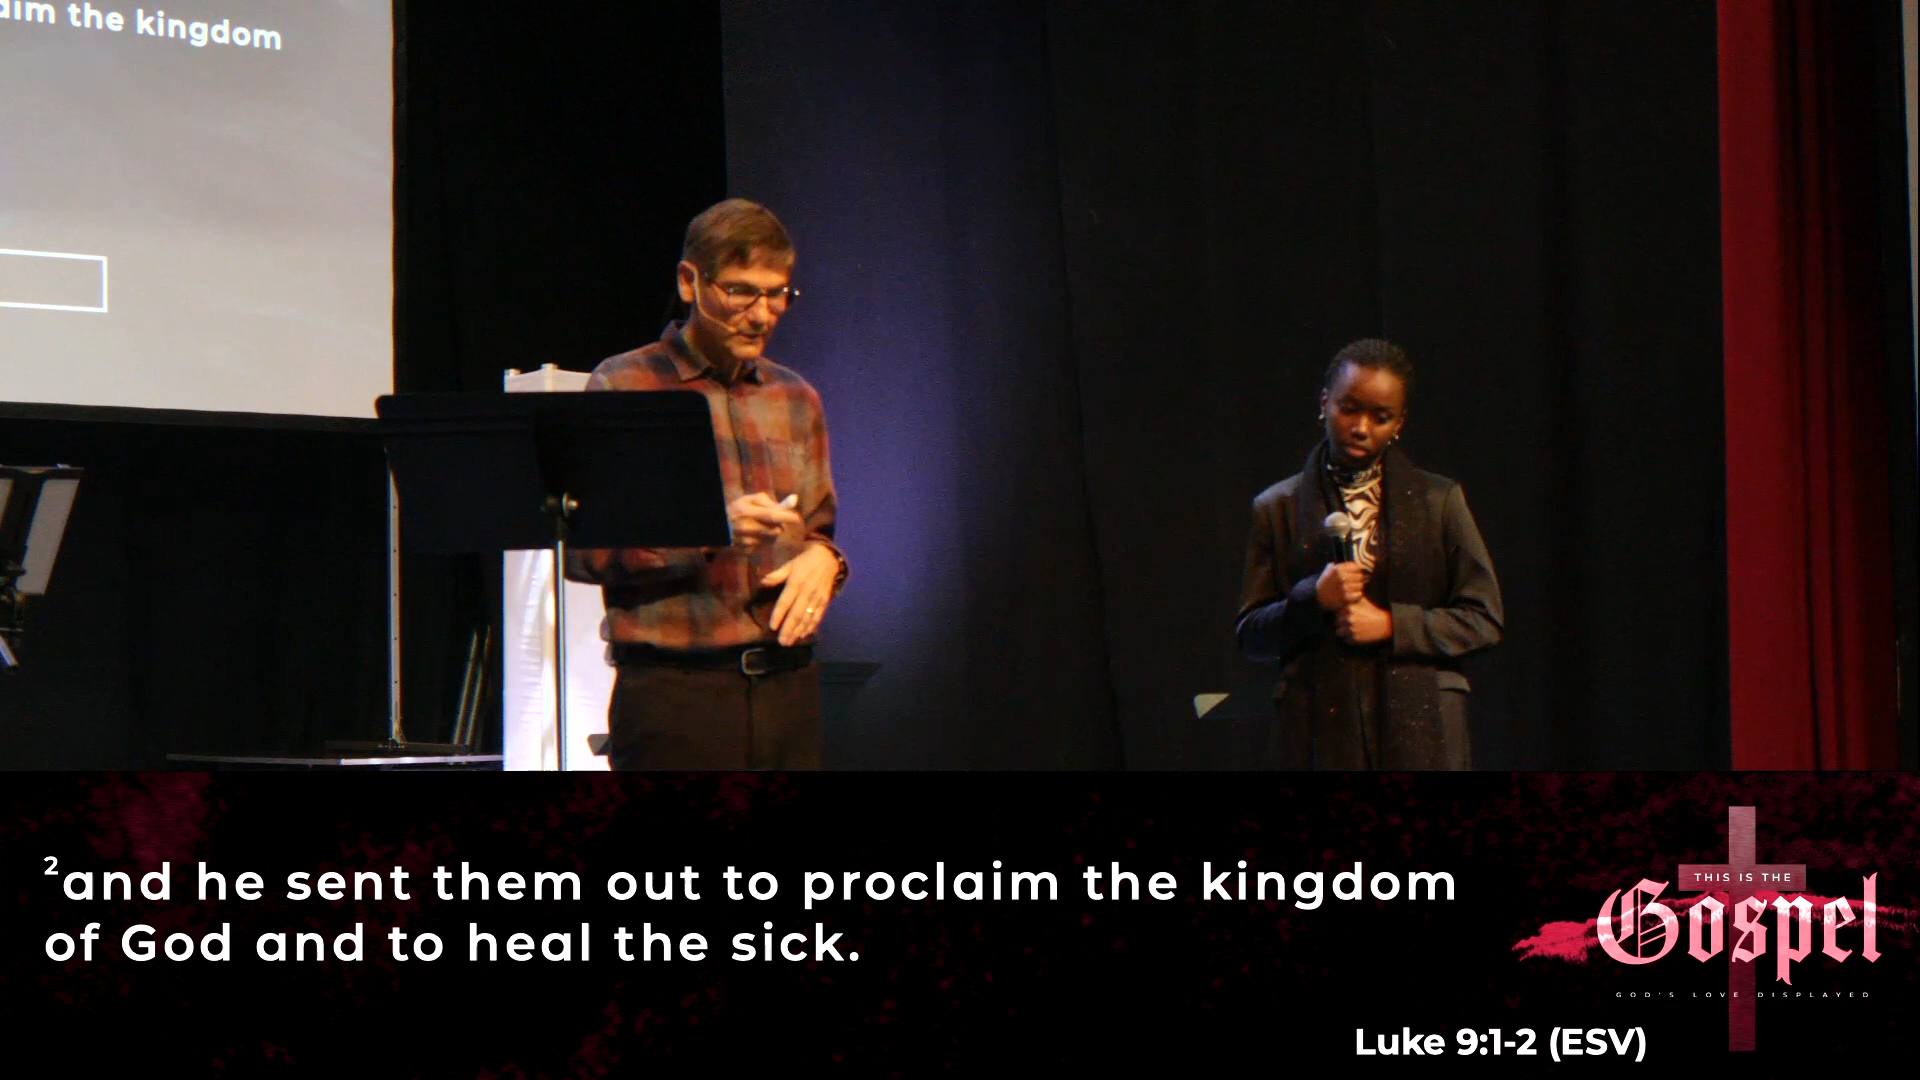 aim the kingdom
²and he sent them out to proclaim the kingdom
of God and to heal the sick.
THIS IS THE
Gospel
GOD'S LOVE DISPLAYED
Luke 9:1-2 (ESV)